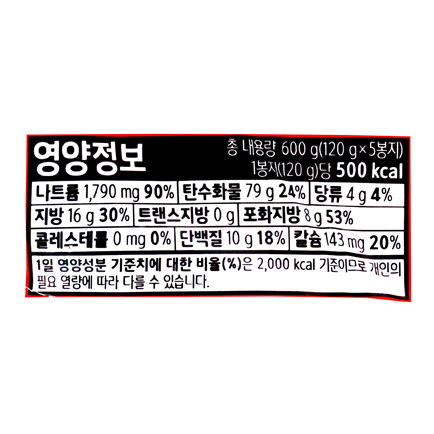 영양정보
총 내용량 600 g(120 g×5봉지)
1봉지(120 g)당 500 kcal
나트륨 1,790 mg 90% 탄수화물 79 g 24% 당류 4 g 4%
지방 16 g 30% 트랜스지방 0 g 포화지방 8 g 53%
콜레스테롤 0 mg 0% 단백질 10 g 18% 칼슘 143 mg 20%
1일 영양성분 기준치에 대한 비율(%)은 2,000 kcal 기준이므로 개인의
필요 열량에 따라 다를 수 있습니다.